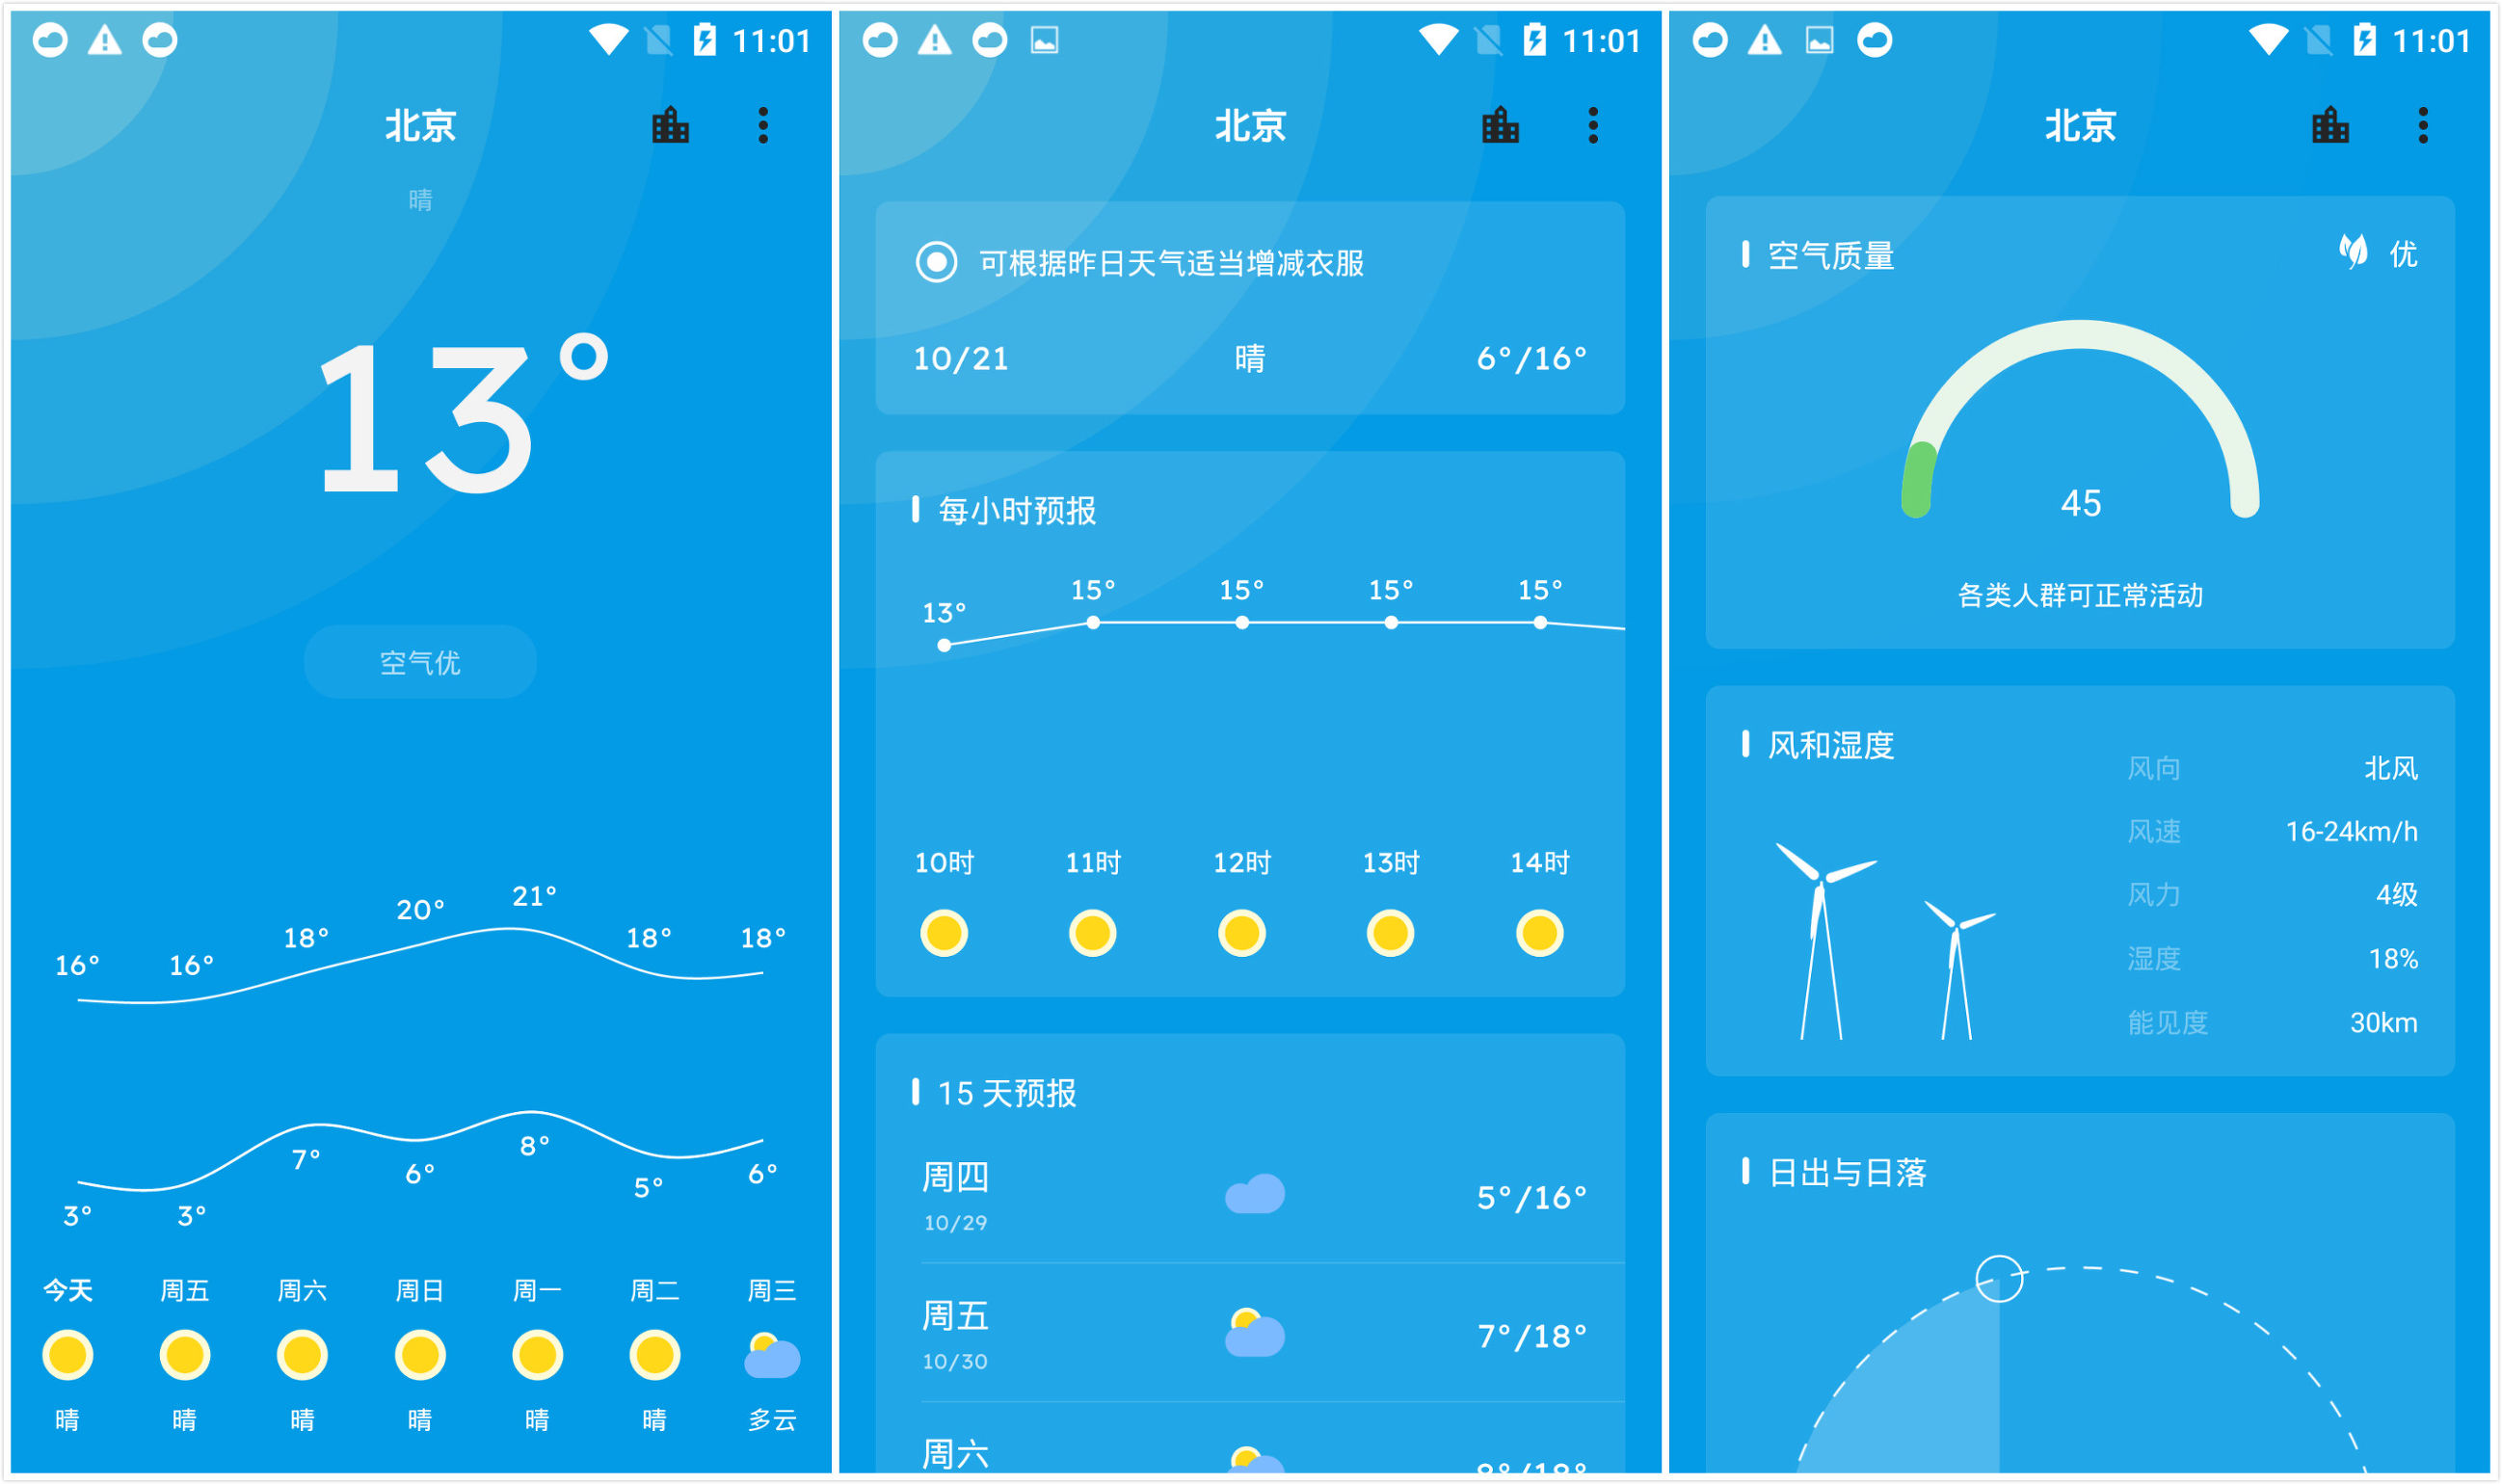 11:01
北京
晴
13°
空气优
16° 16° 18° 20° 21° 18° 18°
3° 3° 7° 6° 8° 5° 6°
今天 周五 周六 周日 周一 周二 周三
晴 晴 晴 晴 晴 晴 多云
11:01
北京
可根据昨日天气适当增减衣服
10/21 晴 6°/16°
每小时预报
13° 15° 15° 15° 15°
10时 11时 12时 13时 14时
15 天预报
周四 5°/16°
10/29
周五 7°/18°
10/30
周六 8°/18°
11:01
北京
空气质量 优
45
各类人群可正常活动
风和湿度
风向 北风
风速 16-24km/h
风力 4级
湿度 18%
能见度 30km
日出与日落